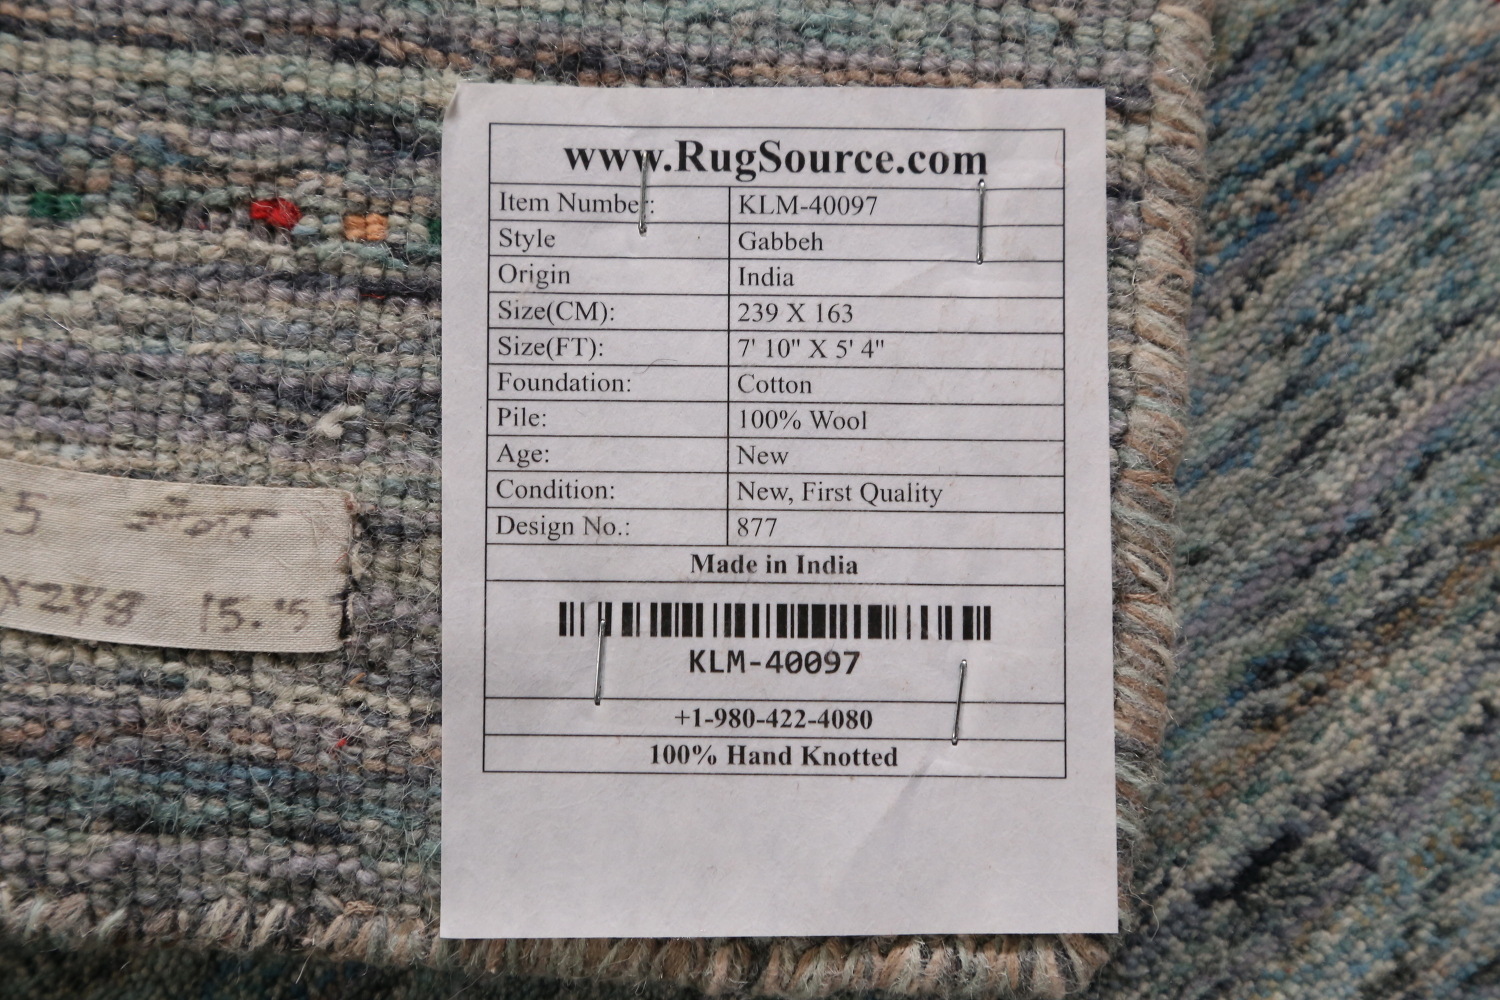 www.RugSource.com
Item Number: KLM-40097
Style Gabbeh
Origin India
Size(CM): 239 X 163
Size(FT): 7' 10" X 5' 4"
Foundation: Cotton
Pile: 100% Wool
Age: New
Condition: New, First Quality
Design No.: 877
Made in India
KLM-40097
+1-980-422-4080
100% Hand Knotted
5